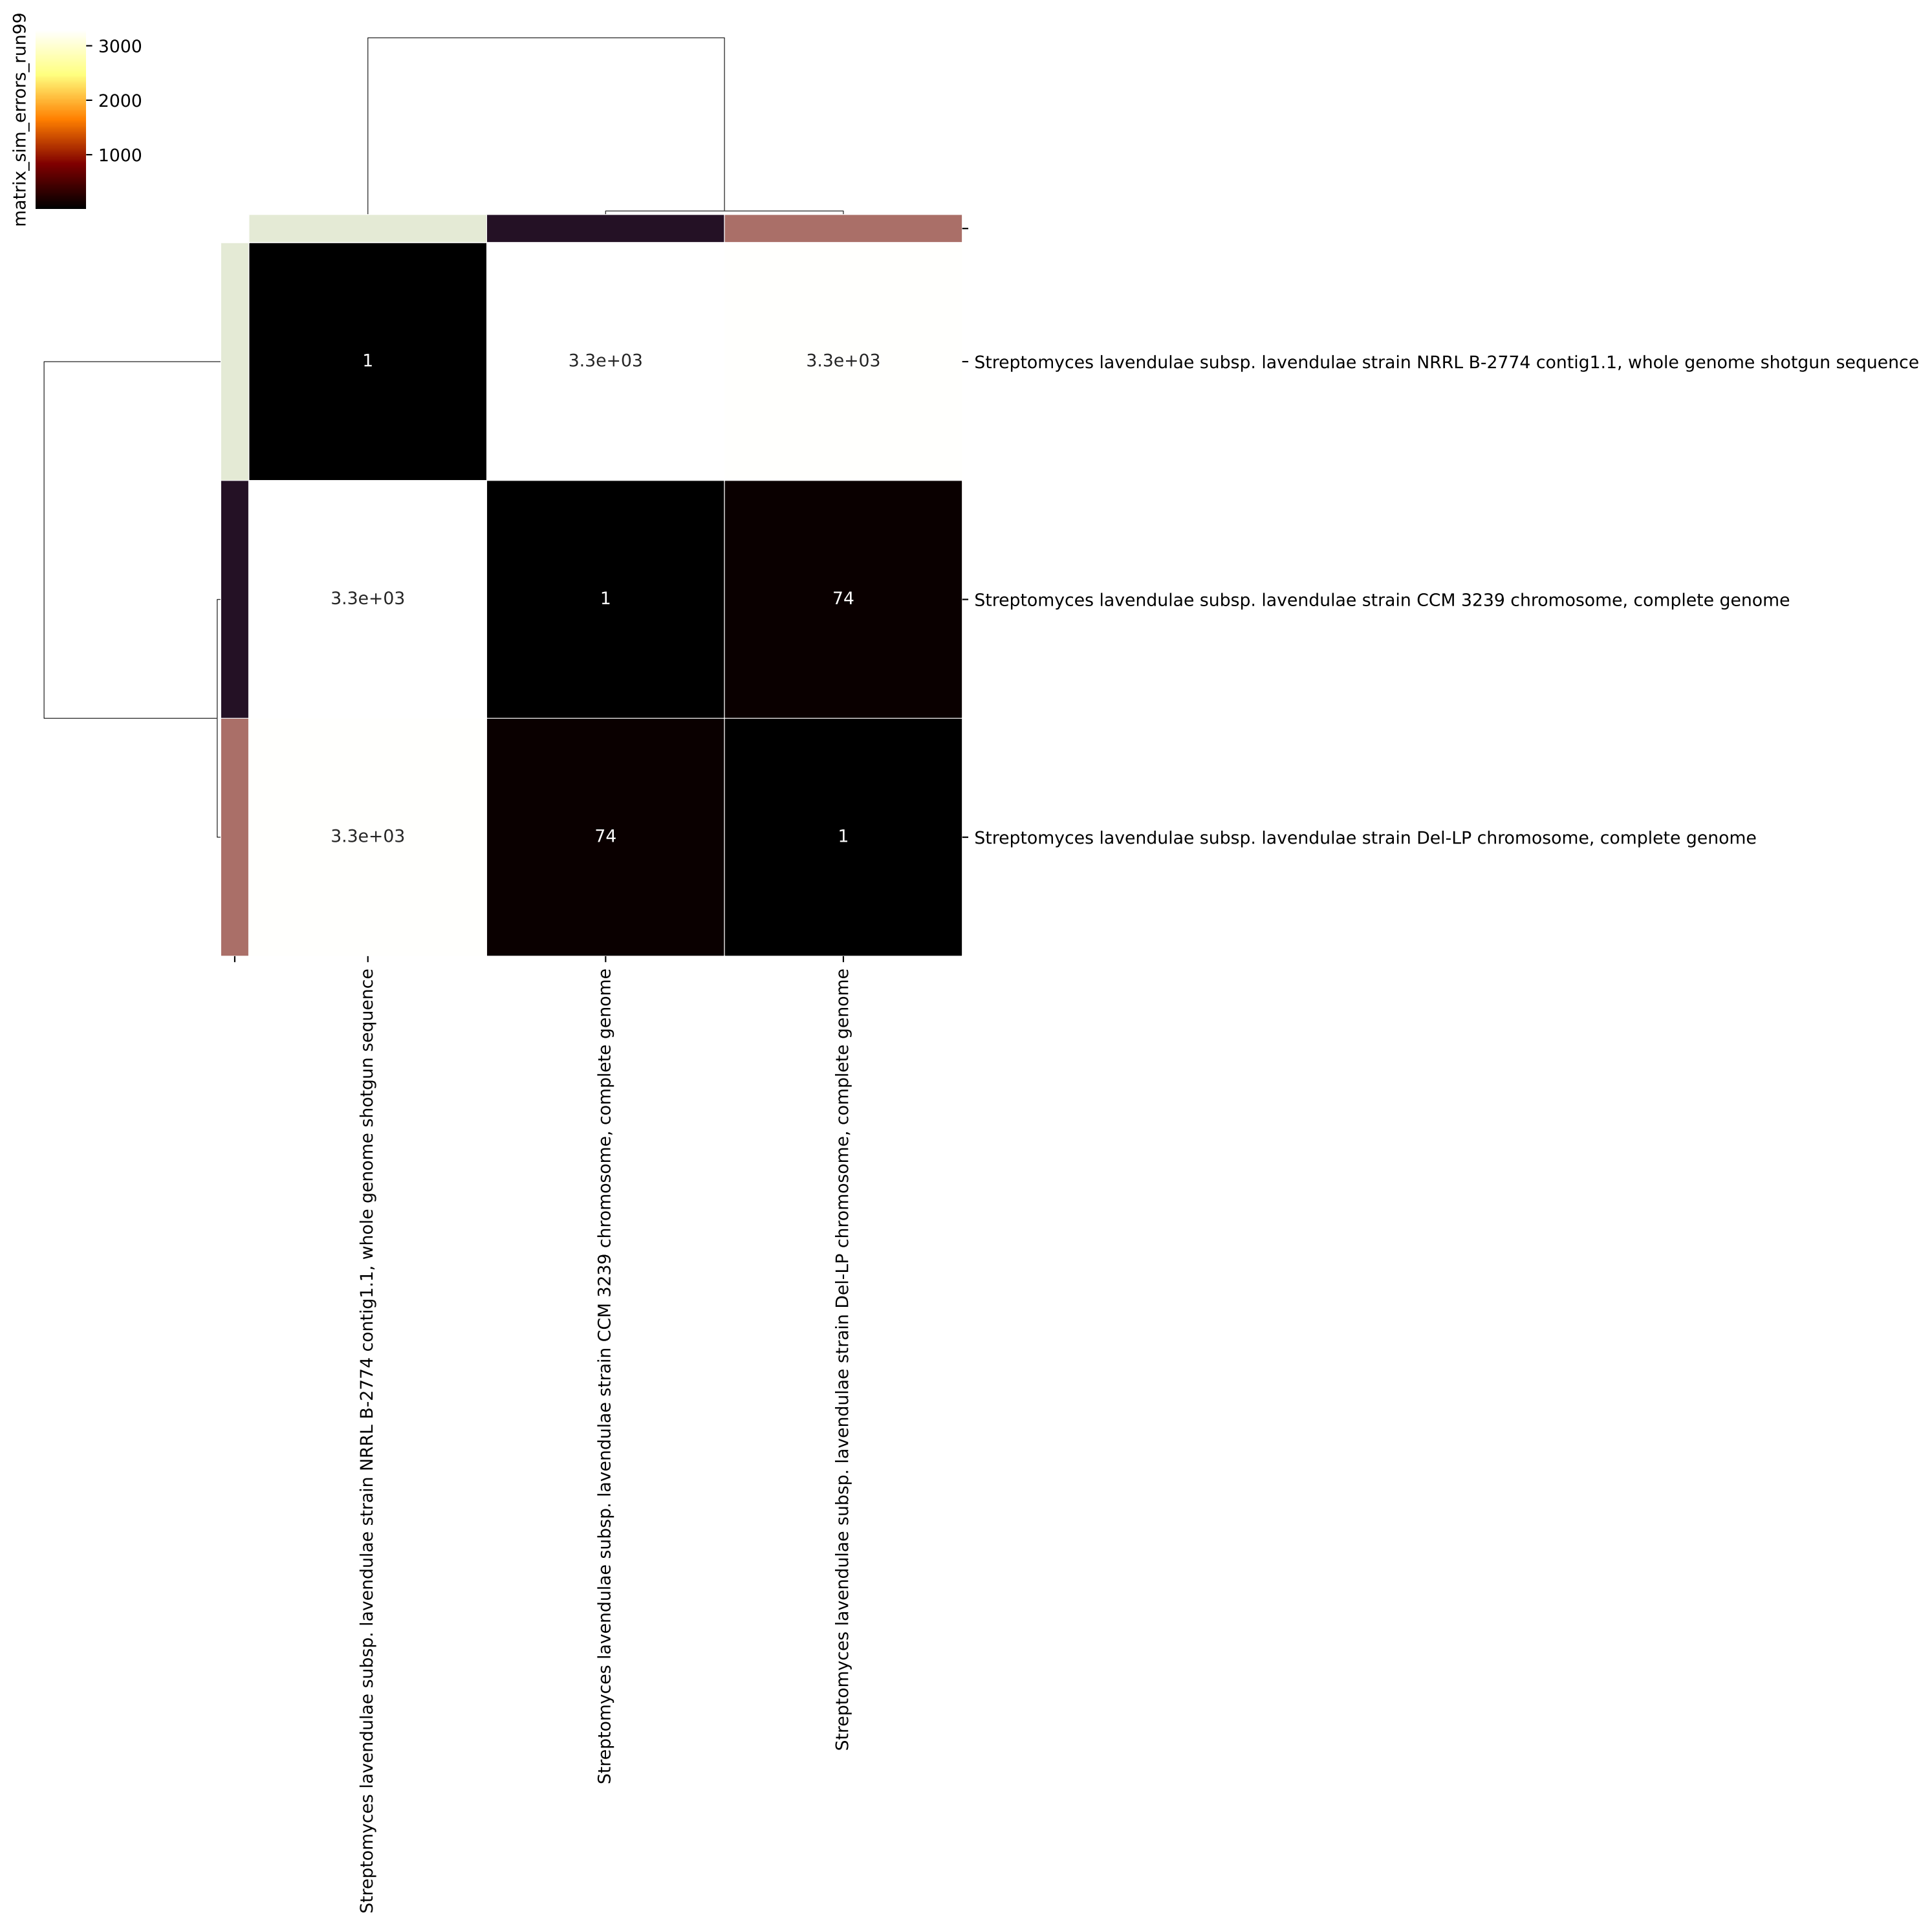 matrix_sim_errors_run99
3000
2000
1000
1 3.3e+03 3.3e+03
Streptomyces lavendulae subsp. lavendulae strain NRRL B-2774 contig1.1, whole genome shotgun sequence
3.3e+03 1 74
Streptomyces lavendulae subsp. lavendulae strain CCM 3239 chromosome, complete genome
3.3e+03 74 1
Streptomyces lavendulae subsp. lavendulae strain Del-LP chromosome, complete genome
Streptomyces lavendulae subsp. lavendulae strain NRRL B-2774 contig1.1, whole genome shotgun sequence
Streptomyces lavendulae subsp. lavendulae strain CCM 3239 chromosome, complete genome
Streptomyces lavendulae subsp. lavendulae strain Del-LP chromosome, complete genome